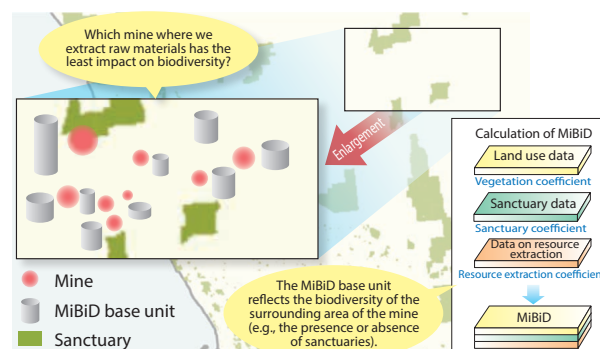 Which mine where we
extract raw materials has the
least impact on biodiversity?
Enlargement
Calculation of MiBiD
Land use data
Vegetation coefficient
Sanctuary data
Sanctuary coefficient
Data on resource
extraction
Resource extraction coefficient
MiBiD
Mine
MiBiD base unit
Sanctuary
The MiBiD base unit
reflects the biodiversity of the
surrounding area of the mine
(e.g., the presence or absence
of sanctuaries).